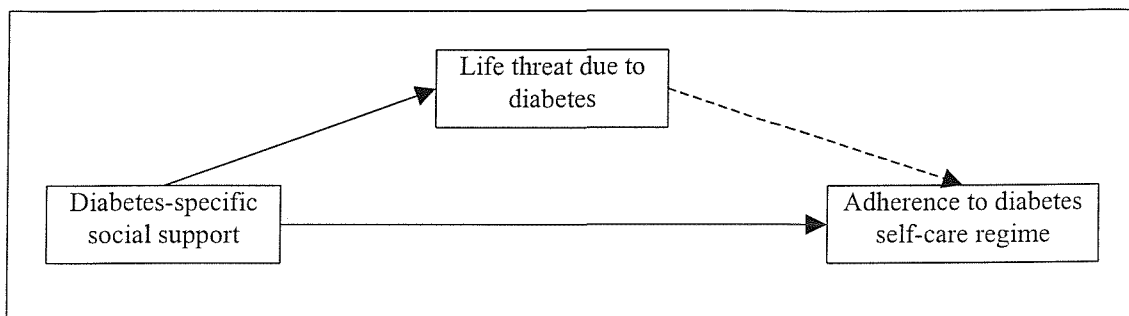 Life threat due to
diabetes
Diabetes-specific
social support
Adherence to diabetes
self-care regime